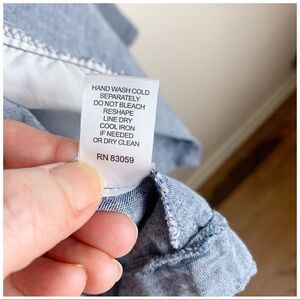 HAND WASH COLD
SEPARATELY
DO NOT BLEACH
RESHAPE
LINE DRY
COOL IRON
IF NEEDED
OR DRY CLEAN
RN 83059